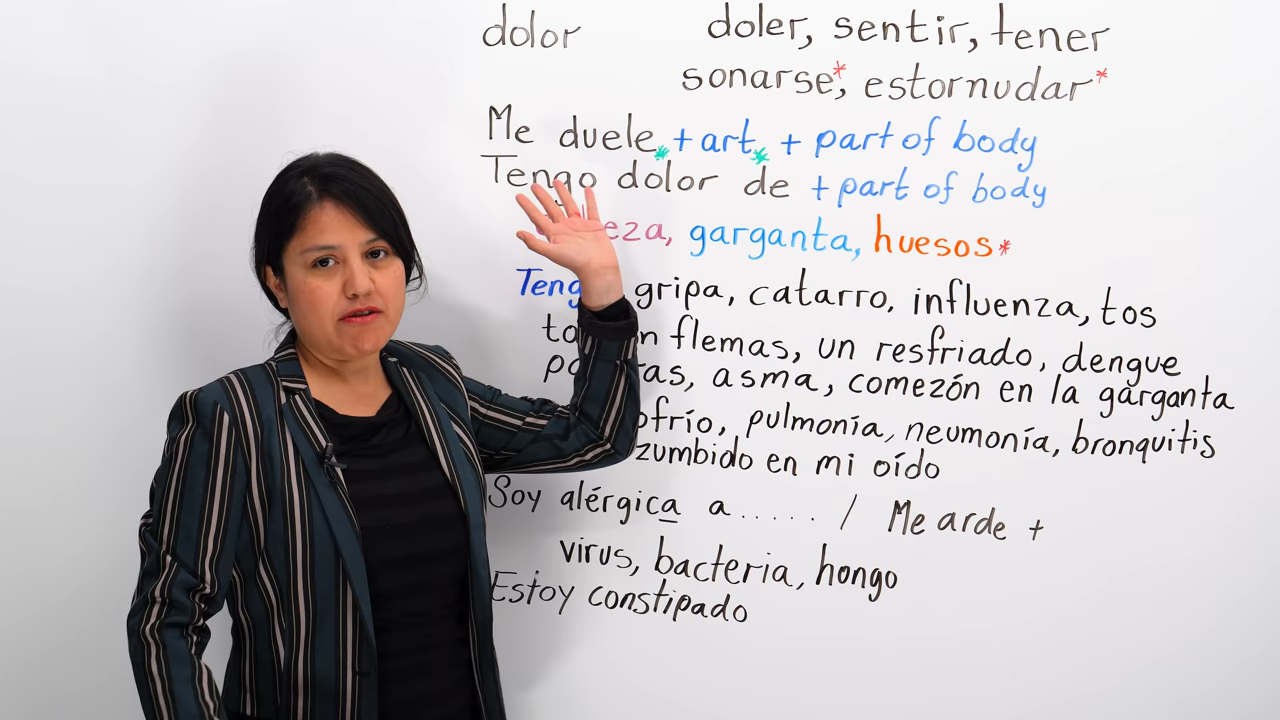 dolor doler, sentir, tener
sonarse*, estornudar*
Me duele* + art* + part of body
Tengo dolor de + part of body
garganta, huesos*
gripa, catarro, influenza, tos
flemas, un resfriado, dengue
asma, comezón en la garganta
pulmonía, neumonía, bronquitis
zumbido en mi oído
Soy alérgica a ..... / Me arde +
virus, bacteria, hongo
Estoy constipado